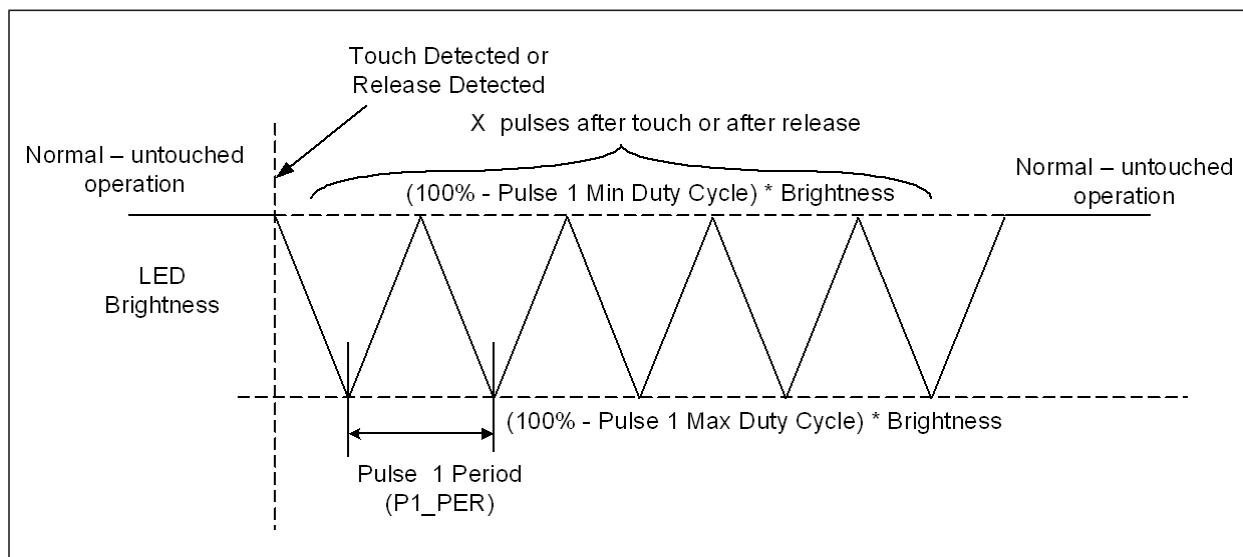 Touch Detected or
Release Detected
X pulses after touch or after release
Normal – untouched
operation
(100% - Pulse 1 Min Duty Cycle) * Brightness
Normal – untouched
operation
LED
Brightness
(100% - Pulse 1 Max Duty Cycle) * Brightness
Pulse 1 Period
(P1_PER)